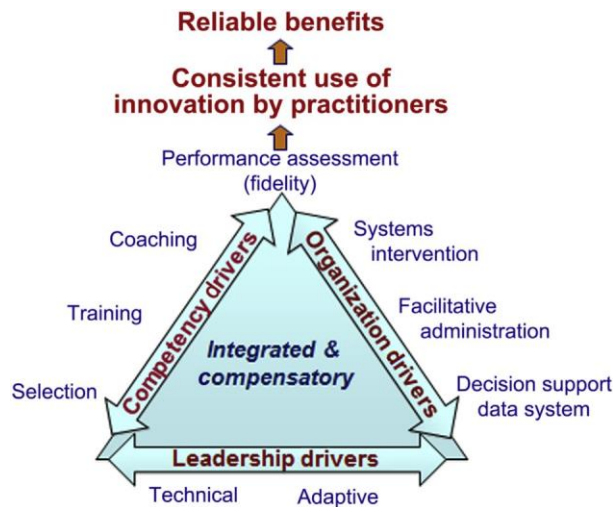 Reliable benefits
Consistent use of
innovation by practitioners
Performance assessment
(fidelity)
Coaching
Training
Selection
Competency drivers
Integrated &
compensatory
Organization drivers
Systems
intervention
Facilitative
administration
Decision support
data system
Leadership drivers
Technical
Adaptive